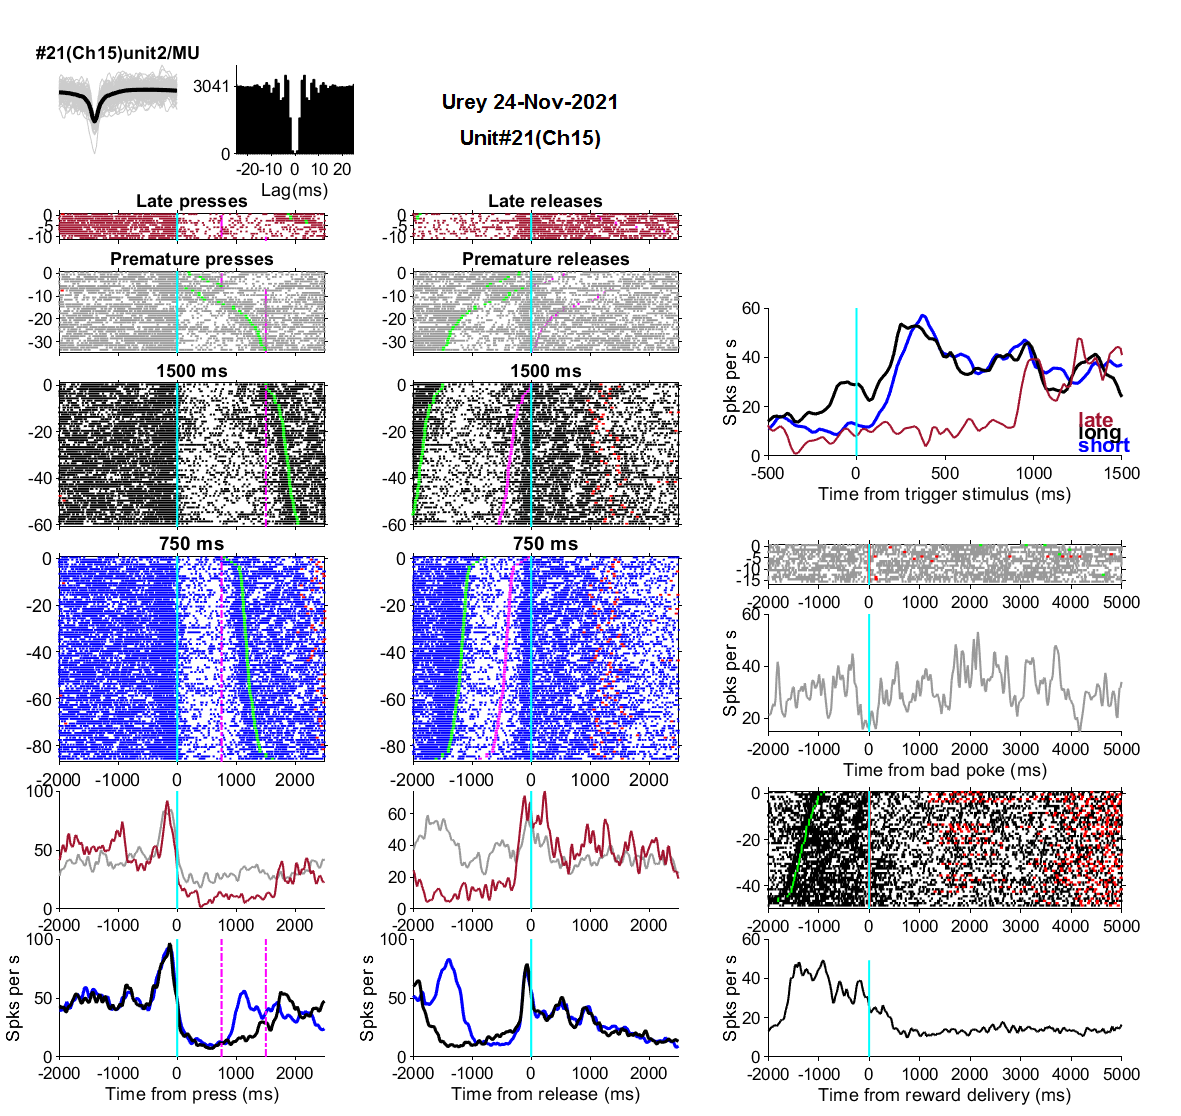 #21(Ch15)unit2/MU
3041
0
-20 -10 0 10 20
Lag(ms)
Urey 24-Nov-2021
Unit#21(Ch15)
Late presses
0
-5
-10
Late releases
0
-5
-10
Premature presses
0
-10
-20
-30
Premature releases
0
-10
-20
-30
1500 ms
0
-20
-40
-60
1500 ms
0
-20
-40
-60
750 ms
0
-20
-40
-60
-80
-2000 -1000 0 1000 2000
750 ms
0
-20
-40
-60
-80
-2000 -1000 0 1000 2000
100
50
0
-2000 -1000 0 1000 2000
60
40
20
0
-2000 -1000 0 1000 2000
Spks per s
100
50
0
-2000 -1000 0 1000 2000
Time from press (ms)
Spks per s
100
50
0
-2000 -1000 0 1000 2000
Time from release (ms)
Spks per s
60
40
20
0
late
long
short
-500 0 500 1000 1500
Time from trigger stimulus (ms)
0
-5
-10
-15
-2000 -1000 0 1000 2000 3000 4000 5000
Spks per s
60
40
20
-2000 -1000 0 1000 2000 3000 4000 5000
Time from bad poke (ms)
0
-20
-40
-2000 -1000 0 1000 2000 3000 4000 5000
Spks per s
60
40
20
0
-2000 -1000 0 1000 2000 3000 4000 5000
Time from reward delivery (ms)